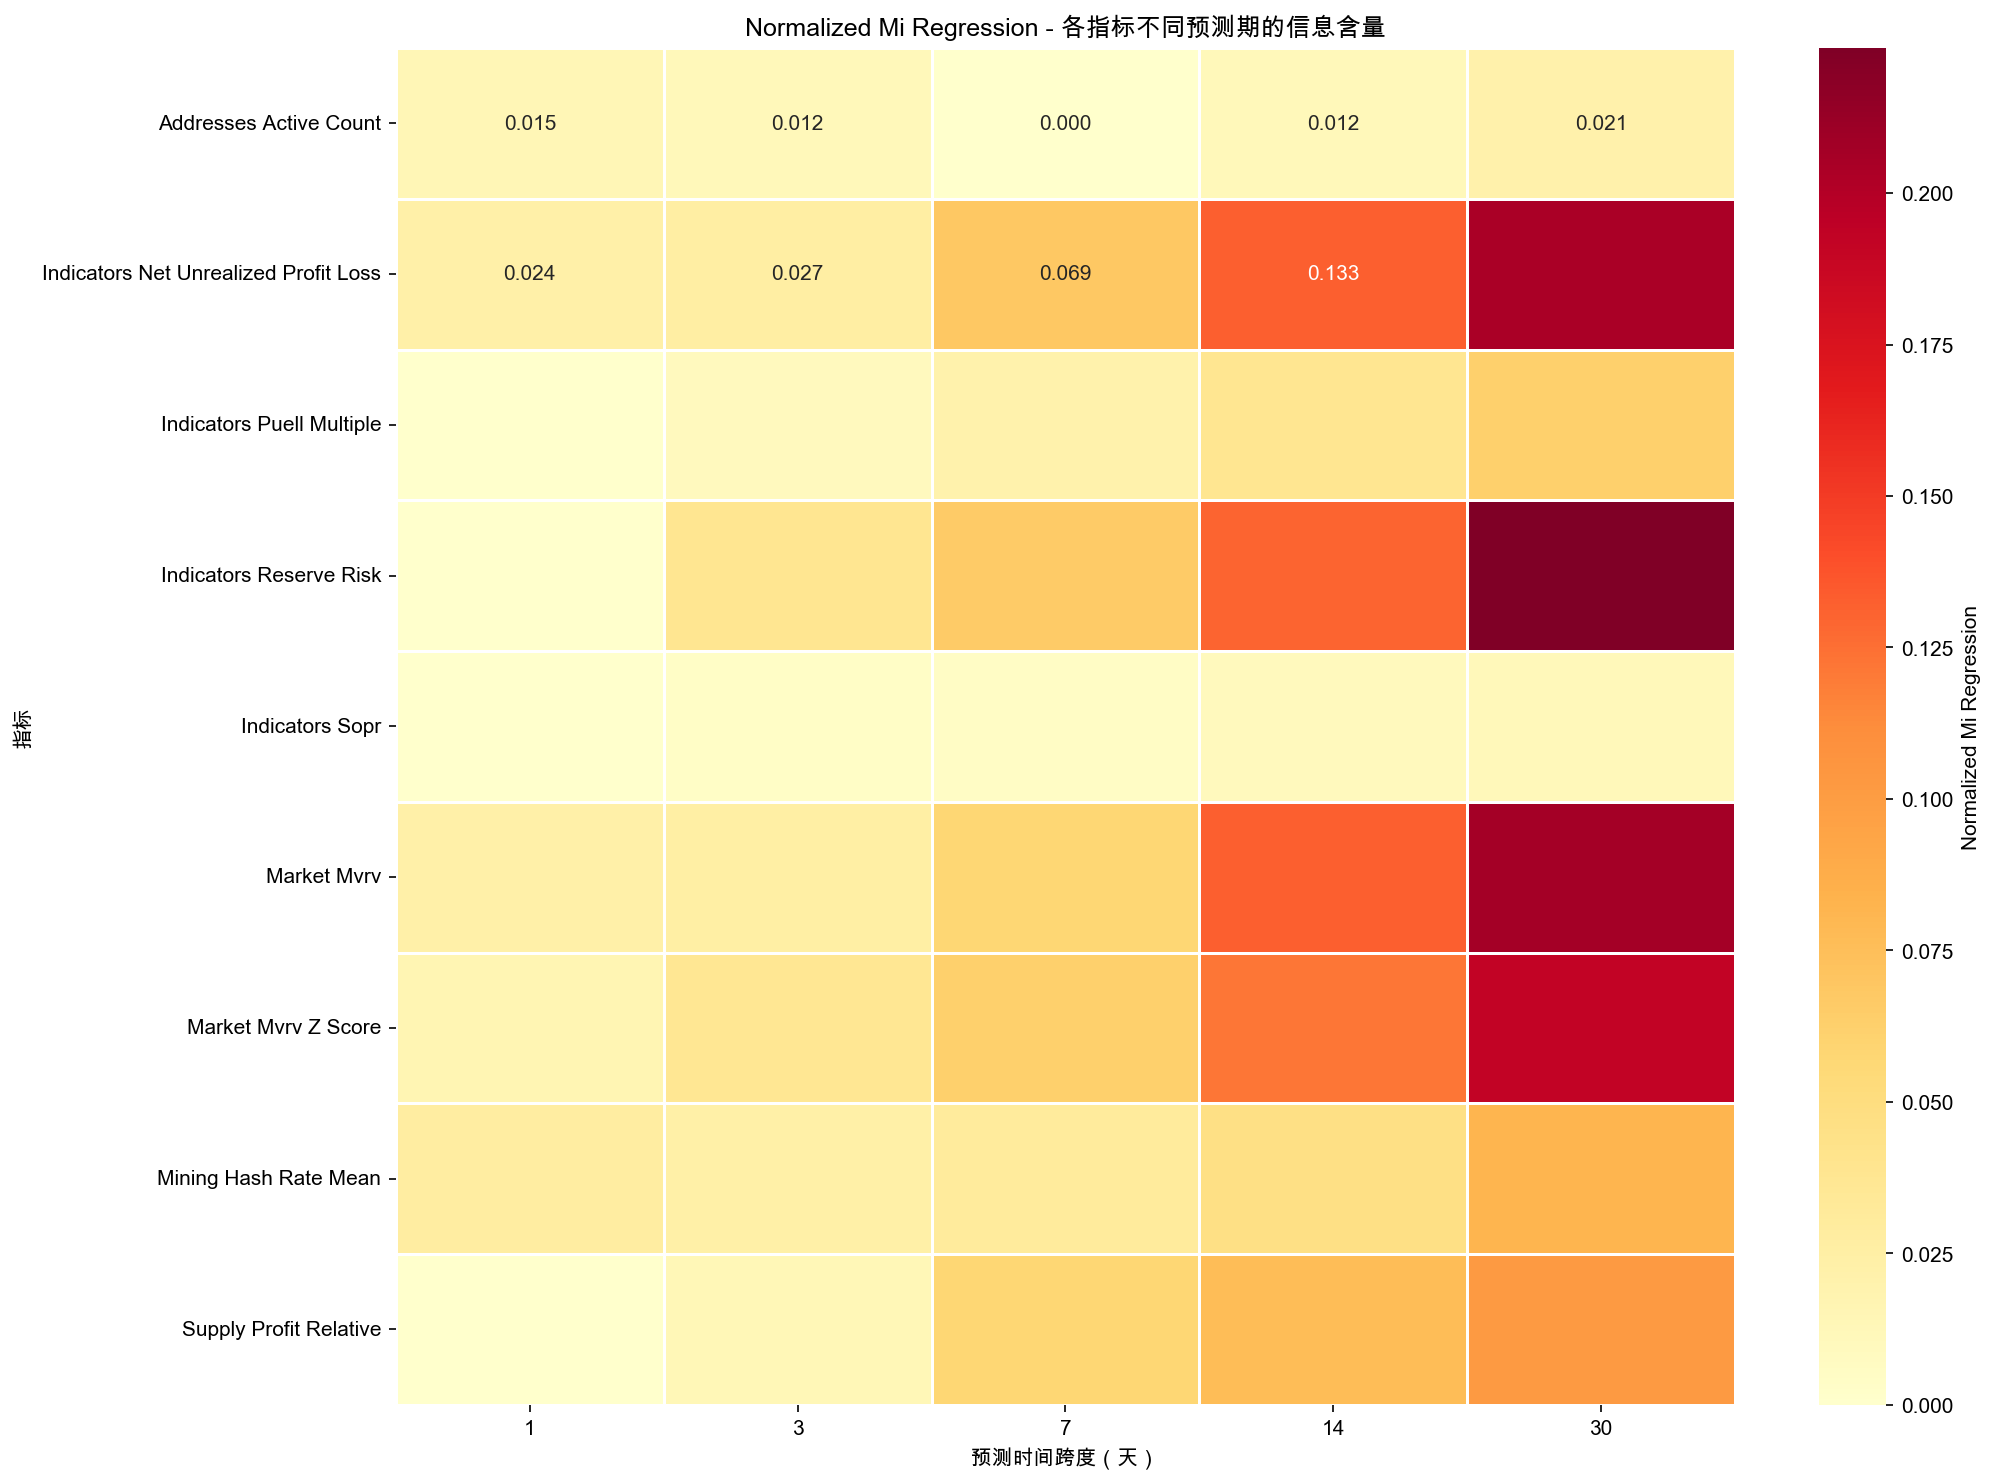 Normalized Mi Regression - 各指标不同预测期的信息含量
Addresses Active Count
0.015 0.012 0.000 0.012 0.021
Indicators Net Unrealized Profit Loss
0.024 0.027 0.069 0.133
Indicators Puell Multiple
Indicators Reserve Risk
Indicators Sopr
Market Mvrv
Market Mvrv Z Score
Mining Hash Rate Mean
Supply Profit Relative
指标
1 3 7 14 30
预测时间跨度（天）
0.200
0.175
0.150
0.125
0.100
0.075
0.050
0.025
0.000
Normalized Mi Regression